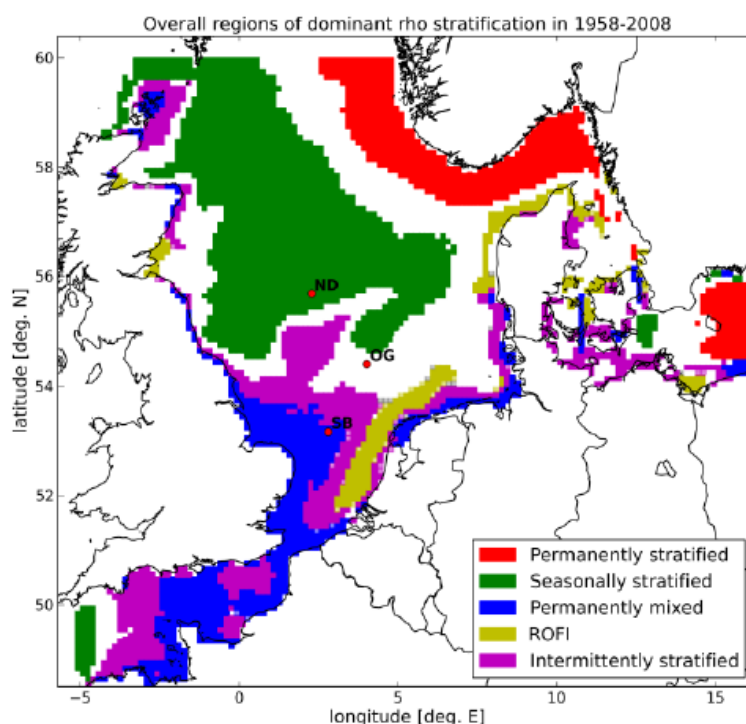 Overall regions of dominant rho stratification in 1958-2008
60
58
56
54
52
50
latitude [deg. N]
ND
OG
SB
Permanently stratified
Seasonally stratified
Permanently mixed
ROFI
Intermittently stratified
−5 0 5 10 15
longitude [deg. E]